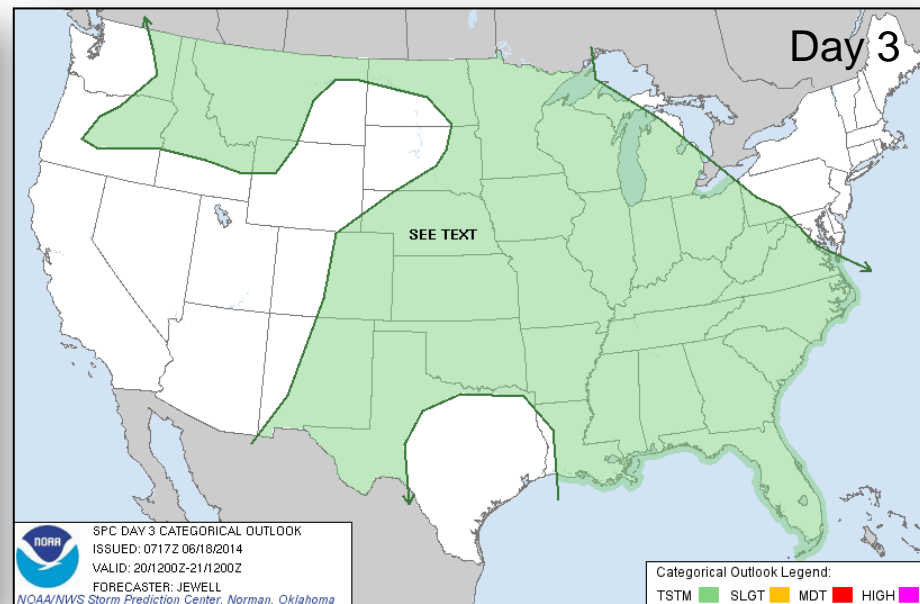 Day 3
SEE TEXT
NOAA
SPC DAY 3 CATEGORICAL OUTLOOK
ISSUED: 0717Z 06/18/2014
VALID: 20/1200Z-21/1200Z
FORECASTER: JEWELL
NOAA/NWS Storm Prediction Center, Norman, Oklahoma
Categorical Outlook Legend:
TSTM SLGT MDT HIGH